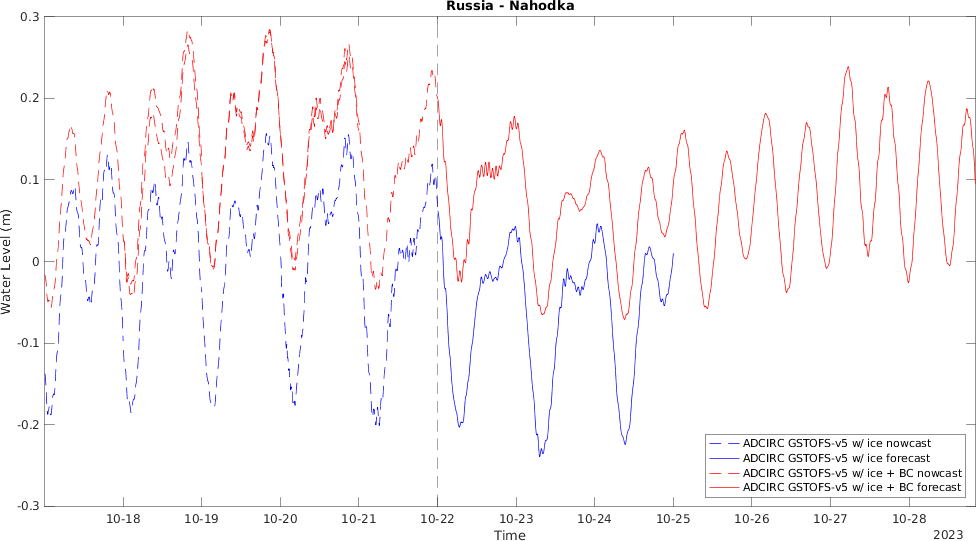 Russia - Nahodka
0.3
0.2
0.1
0
-0.1
-0.2
-0.3
Water Level (m)
10-18
10-19
10-20
10-21
10-22
10-23
10-24
10-25
10-26
10-27
10-28
Time
2023
ADCIRC GSTOFS-v5 w/ ice nowcast
ADCIRC GSTOFS-v5 w/ ice forecast
ADCIRC GSTOFS-v5 w/ ice + BC nowcast
ADCIRC GSTOFS-v5 w/ ice + BC forecast